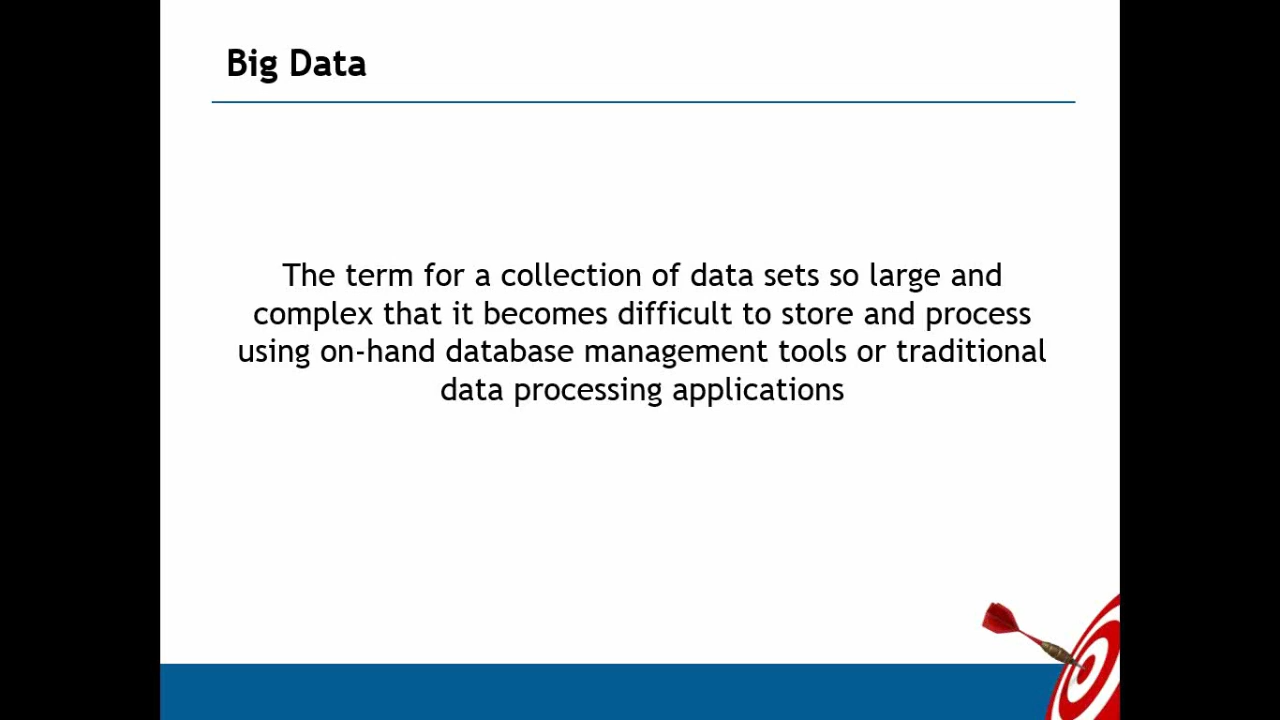 Big Data
The term for a collection of data sets so large and
complex that it becomes difficult to store and process
using on-hand database management tools or traditional
data processing applications